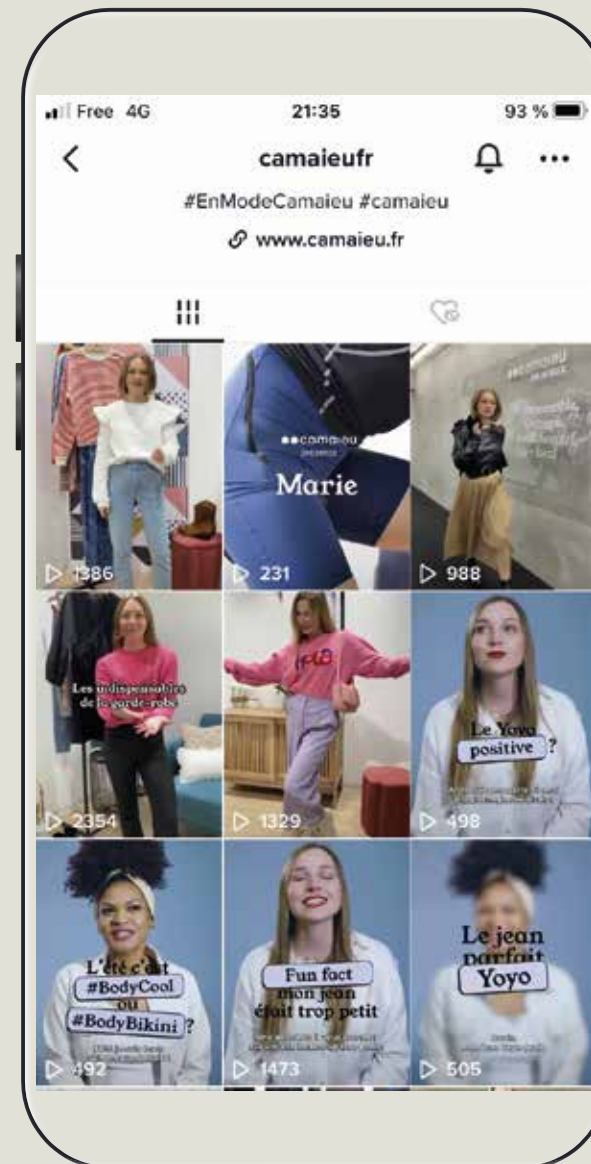 Free 4G 21:35 93 %
camaieufr
#EnModeCamaieu #camaieu
www.camaieu.fr
1386
camaieu
Marie
231
camaieu
988
Les indispensables
de la garde-robe
2354
1329
Le Yoyo
positive ?
498
L'été c'est
#BodyCool
ou
#BodyBikini ?
492
Fun fact
mon jean
était trop petit
1473
Le jean
parfait
Yoyo
505